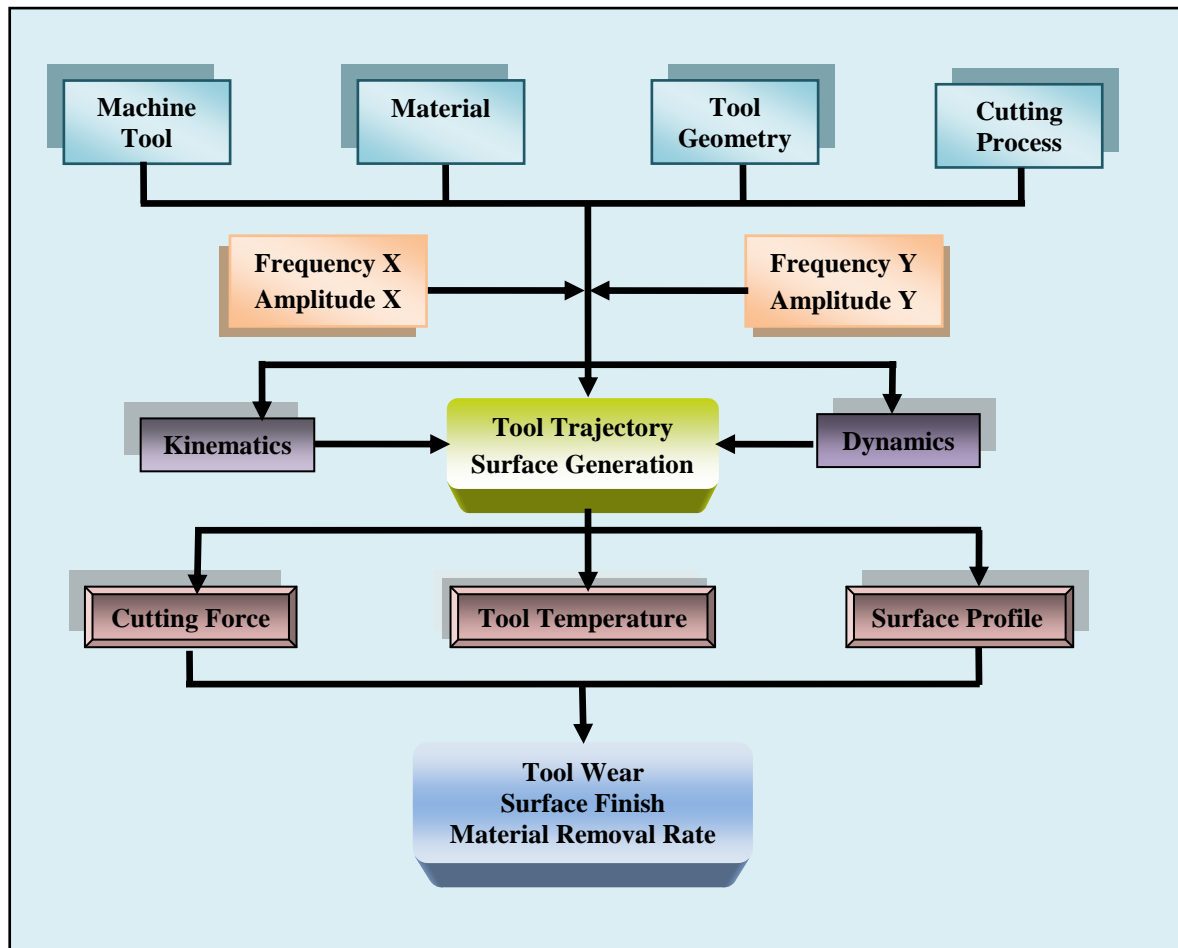 Machine
Tool
Material
Tool
Geometry
Cutting
Process
Frequency X
Amplitude X
Frequency Y
Amplitude Y
Kinematics
Tool Trajectory
Surface Generation
Dynamics
Cutting Force
Tool Temperature
Surface Profile
Tool Wear
Surface Finish
Material Removal Rate